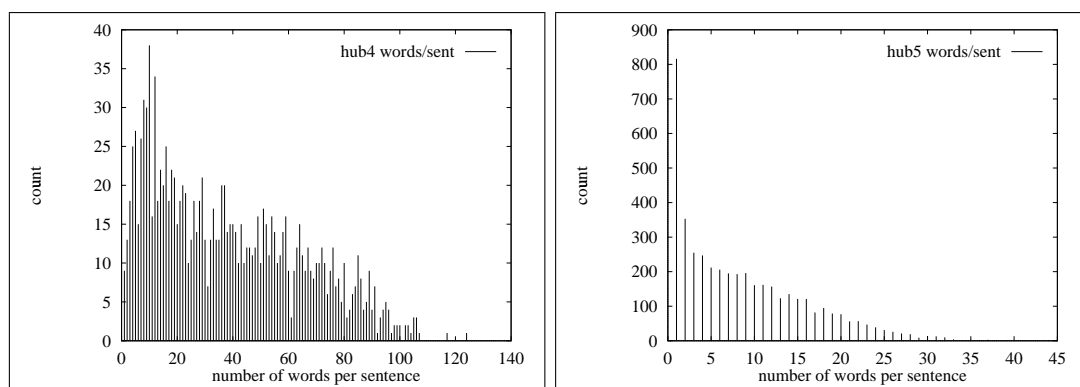 40
35
30
25
20
15
10
5
0
count
hub4 words/sent
0 20 40 60 80 100 120 140
number of words per sentence
900
800
700
600
500
400
300
200
100
0
count
hub5 words/sent
0 5 10 15 20 25 30 35 40 45
number of words per sentence